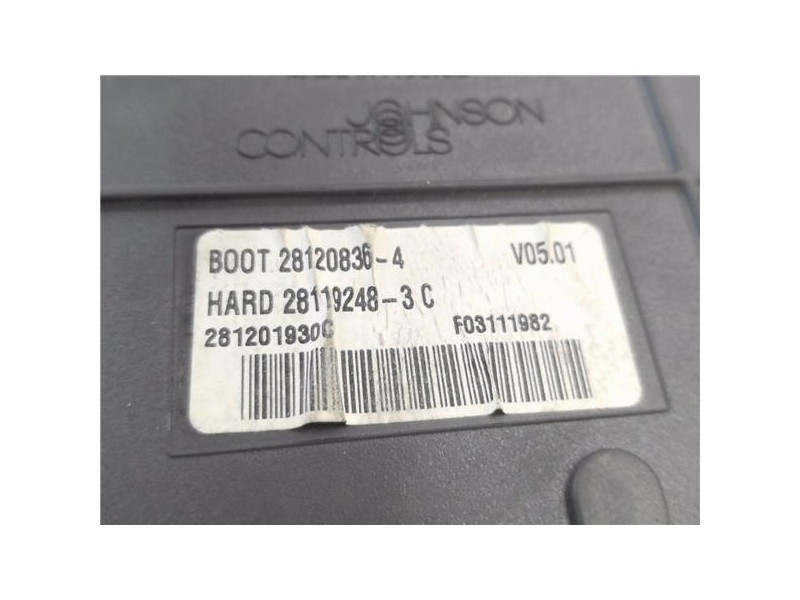 JOHNSON
CONTROLS
BOOT 28120836-4 V05.01
HARD 28119248-3 C
281201930C F03111982